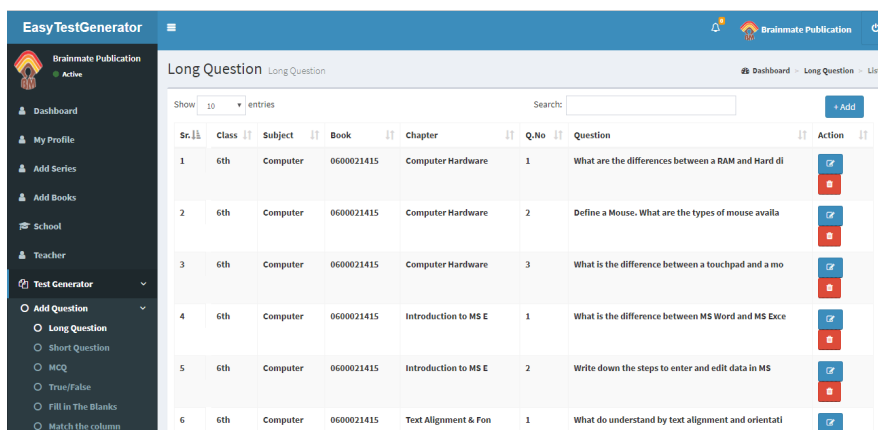 EasyTestGenerator
8
Brainmate Publication
Brainmate Publication
Active
Long Question Long Question
Dashboard > Long Question > Lis
Dashboard
My Profile
Add Series
Add Books
School
Teacher
Test Generator
Add Question
Long Question
Short Question
MCQ
True/False
Fill in The Blanks
Match the column
Show 10 entries
Search:
+ Add
Sr. Class Subject Book Chapter Q.No Question Action
1 6th Computer 0600021415 Computer Hardware 1 What are the differences between a RAM and Hard di
2 6th Computer 0600021415 Computer Hardware 2 Define a Mouse. What are the types of mouse availa
3 6th Computer 0600021415 Computer Hardware 3 What is the difference between a touchpad and a mo
4 6th Computer 0600021415 Introduction to MS E 1 What is the difference between MS Word and MS Exce
5 6th Computer 0600021415 Introduction to MS E 2 Write down the steps to enter and edit data in MS
6 6th Computer 0600021415 Text Alignment & Fon 1 What do understand by text alignment and orientati